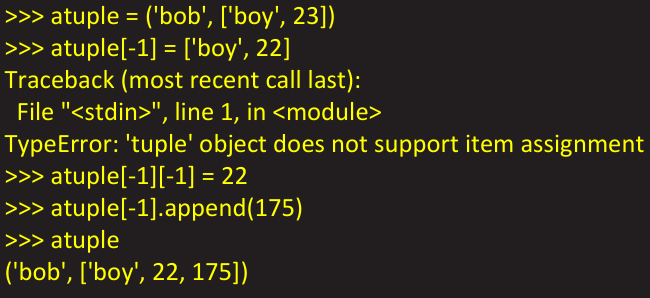 >>> atuple = ('bob', ['boy', 23])
>>> atuple[-1] = ['boy', 22]
Traceback (most recent call last):
  File "<stdin>", line 1, in <module>
TypeError: 'tuple' object does not support item assignment
>>> atuple[-1][-1] = 22
>>> atuple[-1].append(175)
>>> atuple
('bob', ['boy', 22, 175])